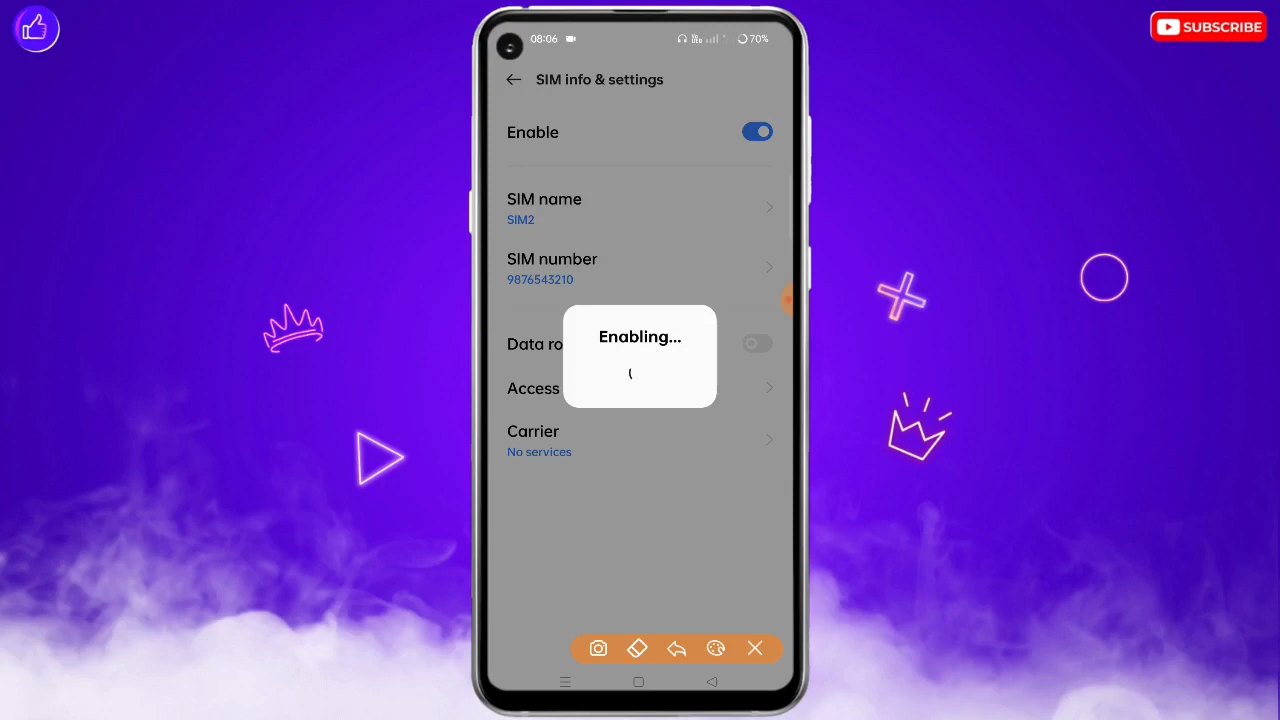 SUBSCRIBE
08:06
70%
SIM info & settings
Enable
SIM name
SIM2
SIM number
9876543210
Enabling...
Data ro
Access
Carrier
No services